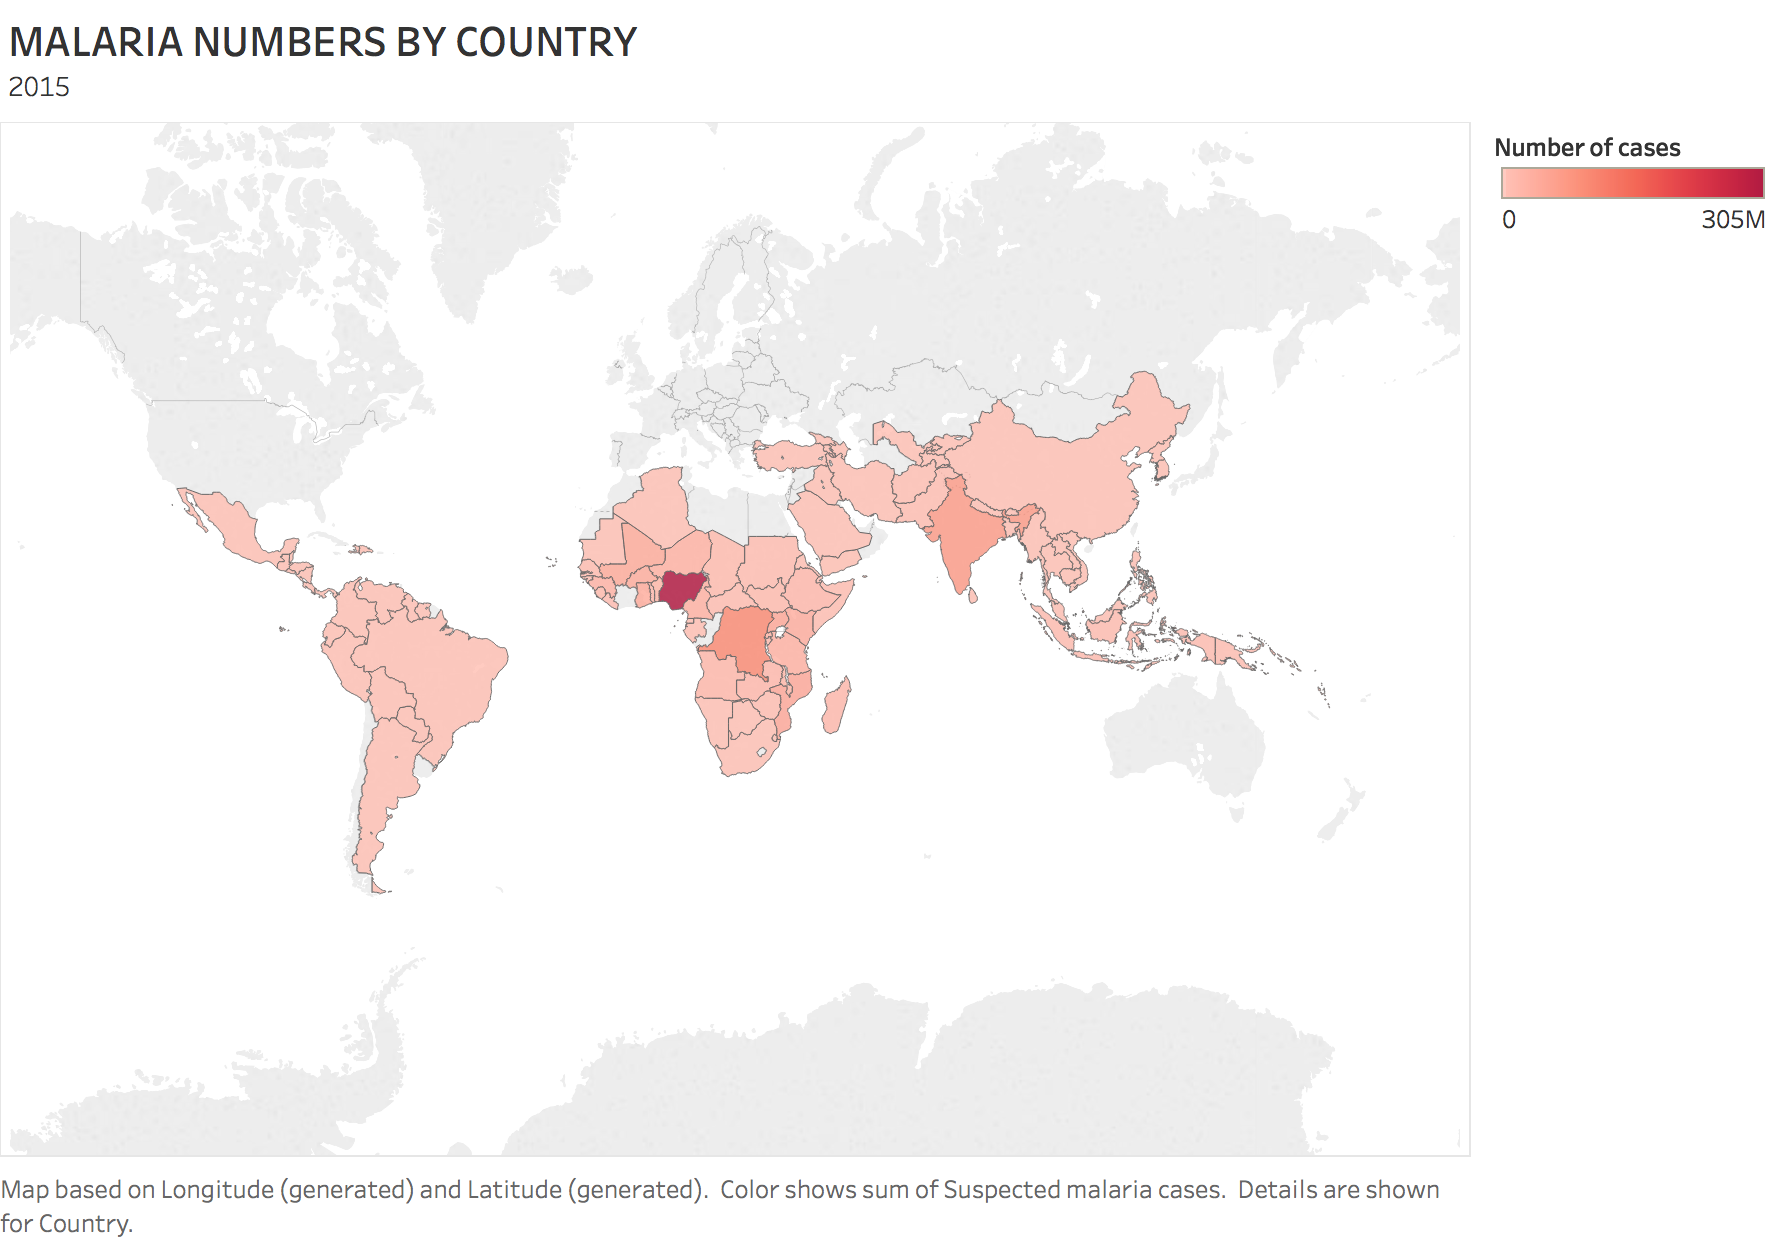 MALARIA NUMBERS BY COUNTRY
2015
Number of cases
0 305M
Map based on Longitude (generated) and Latitude (generated).  Color shows sum of Suspected malaria cases.  Details are shown
for Country.